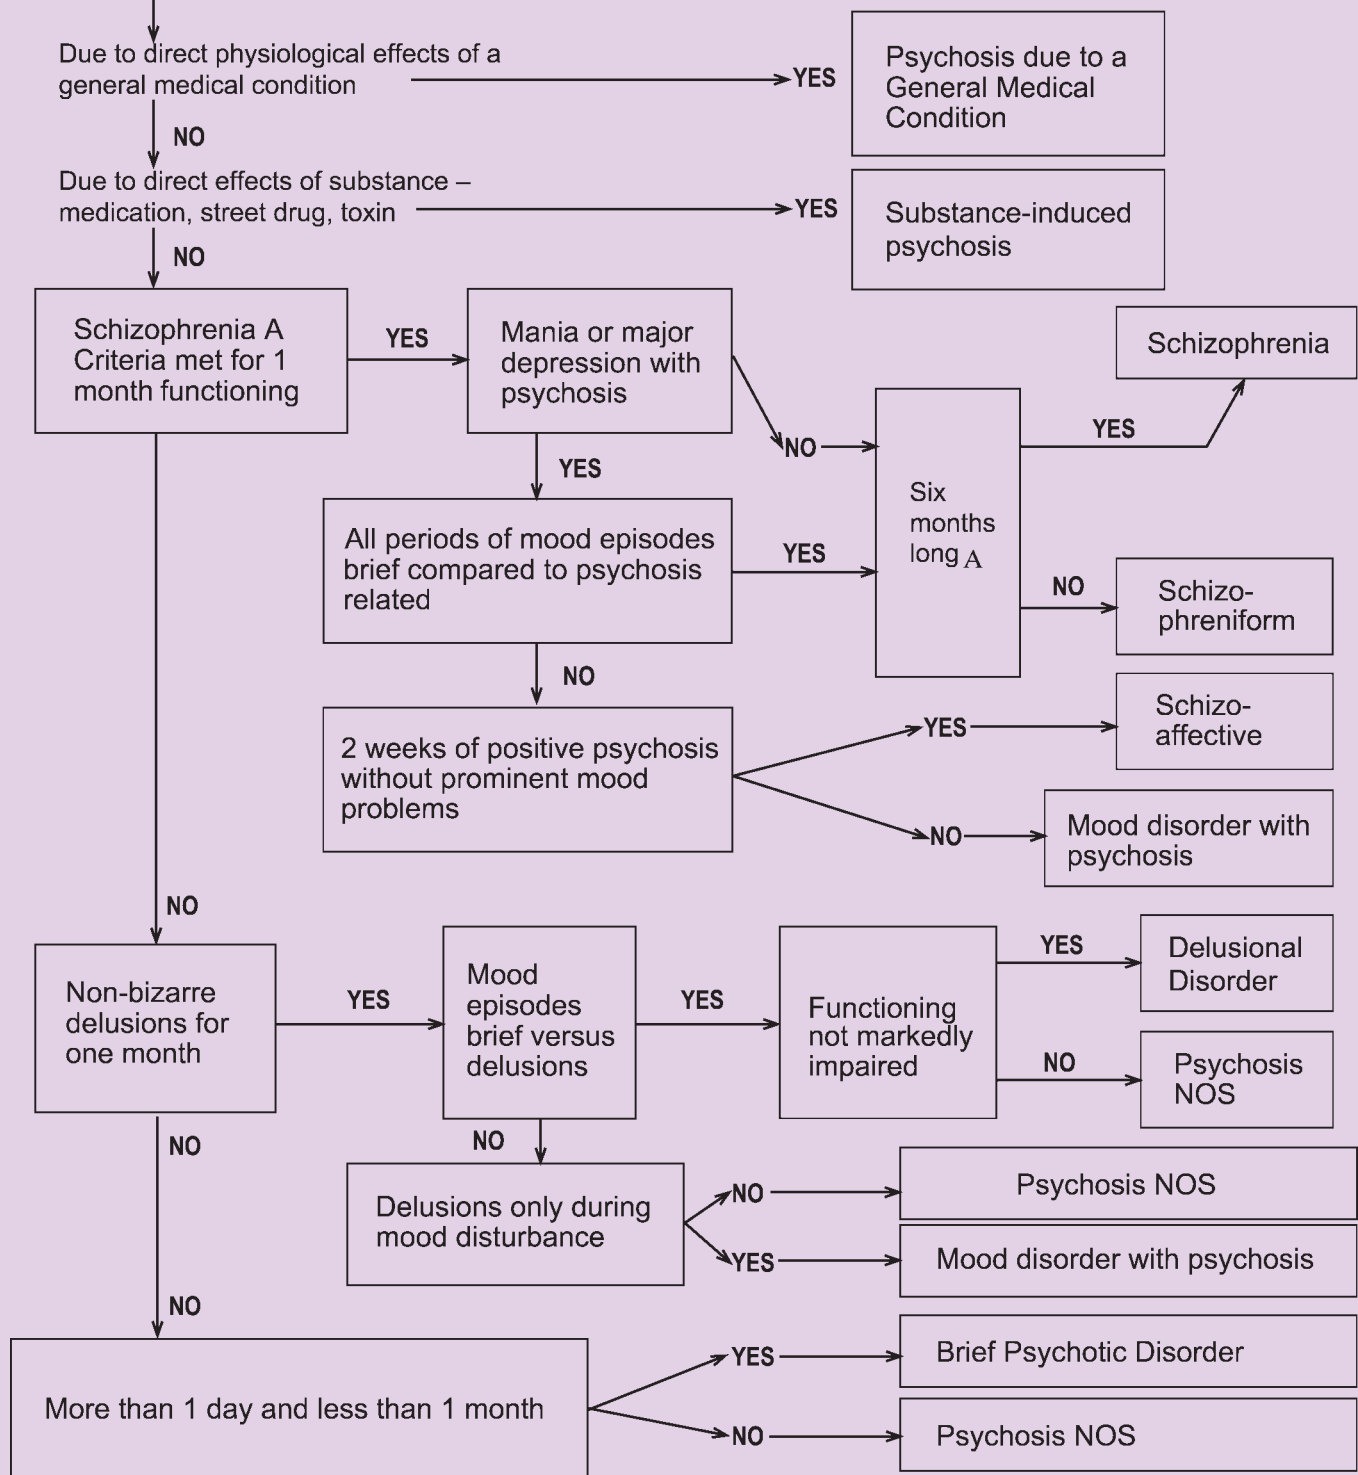 Due to direct physiological effects of a
general medical condition
YES
Psychosis due to a
General Medical
Condition
NO
Due to direct effects of substance –
medication, street drug, toxin
YES
Substance-induced
psychosis
NO
Schizophrenia A
Criteria met for 1
month functioning
YES
Mania or major
depression with
psychosis
NO
Six
months
long A
YES
Schizophrenia
YES
All periods of mood episodes
brief compared to psychosis
related
YES
NO
Schizo-
phreniform
NO
2 weeks of positive psychosis
without prominent mood
problems
YES
Schizo-
affective
NO
Mood disorder with
psychosis
NO
Non-bizarre
delusions for
one month
YES
Mood
episodes
brief versus
delusions
YES
Functioning
not markedly
impaired
YES
Delusional
Disorder
NO
Psychosis
NOS
NO
NO
Delusions only during
mood disturbance
NO
Psychosis NOS
YES
Mood disorder with psychosis
NO
More than 1 day and less than 1 month
YES
Brief Psychotic Disorder
NO
Psychosis NOS